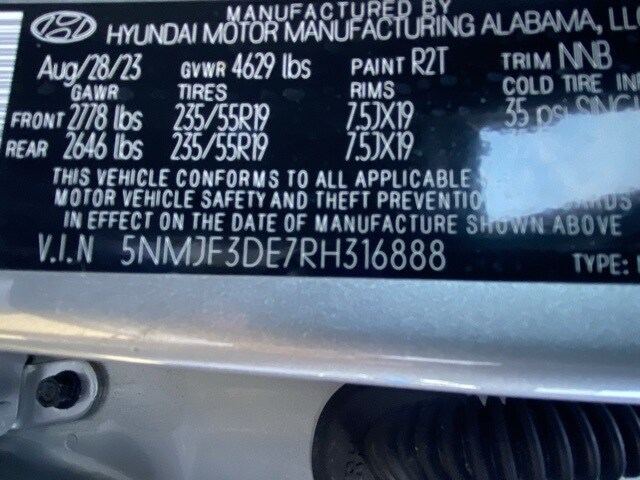 MANUFACTURED BY
HYUNDAI MOTOR MANUFACTURING ALABAMA, LL
Aug/28/23 GVWR 4629 lbs PAINT R2T TRIM NNB
GAWR TIRES RIMS COLD TIRE
FRONT 2778 lbs 235/55R19 7.5JX19 35 psi
REAR 2646 lbs 235/55R19 7.5JX19
THIS VEHICLE CONFORMS TO ALL APPLICABLE
MOTOR VEHICLE SAFETY AND THEFT PREVENTION
IN EFFECT ON THE DATE OF MANUFACTURE SHOWN ABOVE
V.I.N 5NMJF3DE7RH316888 TYPE: